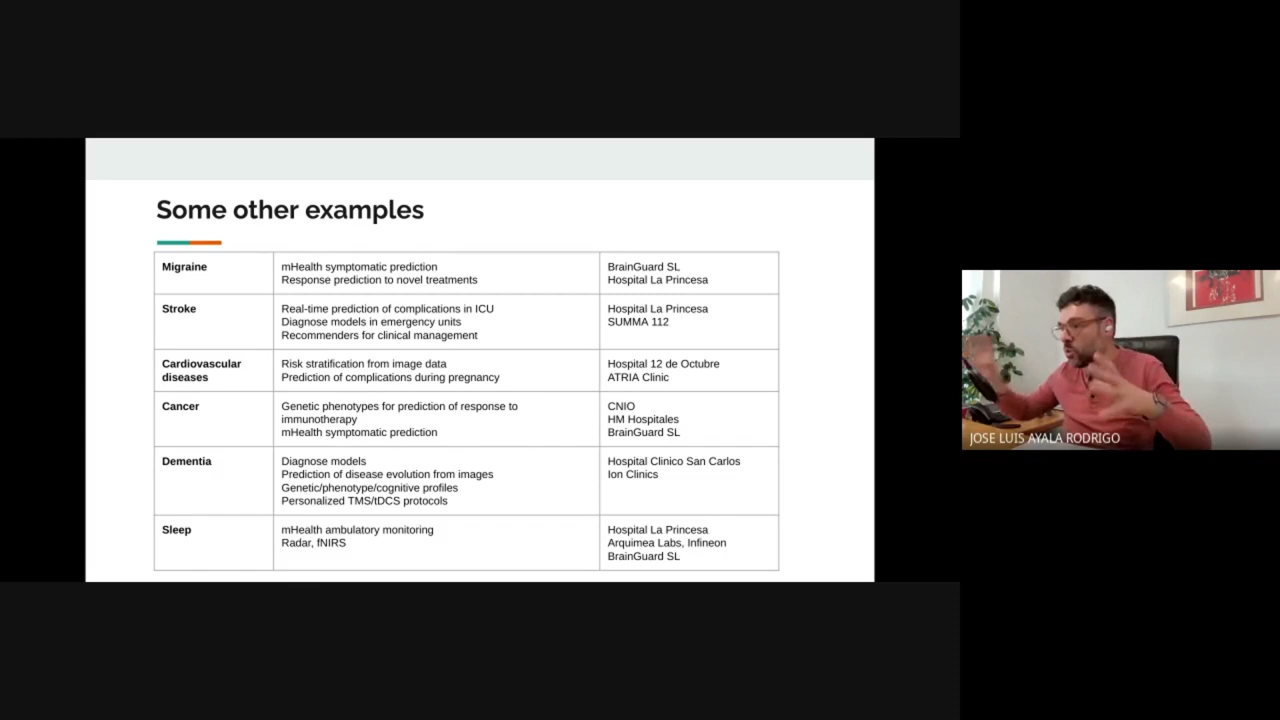 Some other examples
Migraine
mHealth symptomatic prediction
Response prediction to novel treatments
BrainGuard SL
Hospital La Princesa
Stroke
Real-time prediction of complications in ICU
Diagnose models in emergency units
Recommenders for clinical management
Hospital La Princesa
SUMMA 112
Cardiovascular
diseases
Risk stratification from image data
Prediction of complications during pregnancy
Hospital 12 de Octubre
ATRIA Clinic
Cancer
Genetic phenotypes for prediction of response to
immunotherapy
mHealth symptomatic prediction
CNIO
HM Hospitales
BrainGuard SL
Dementia
Diagnose models
Prediction of disease evolution from images
Genetic/phenotype/cognitive profiles
Personalized TMS/tDCS protocols
Hospital Clinico San Carlos
Ion Clinics
Sleep
mHealth ambulatory monitoring
Radar, fNIRS
Hospital La Princesa
Arquimea Labs, Infineon
BrainGuard SL
JOSE LUIS AYALA RODRIGO